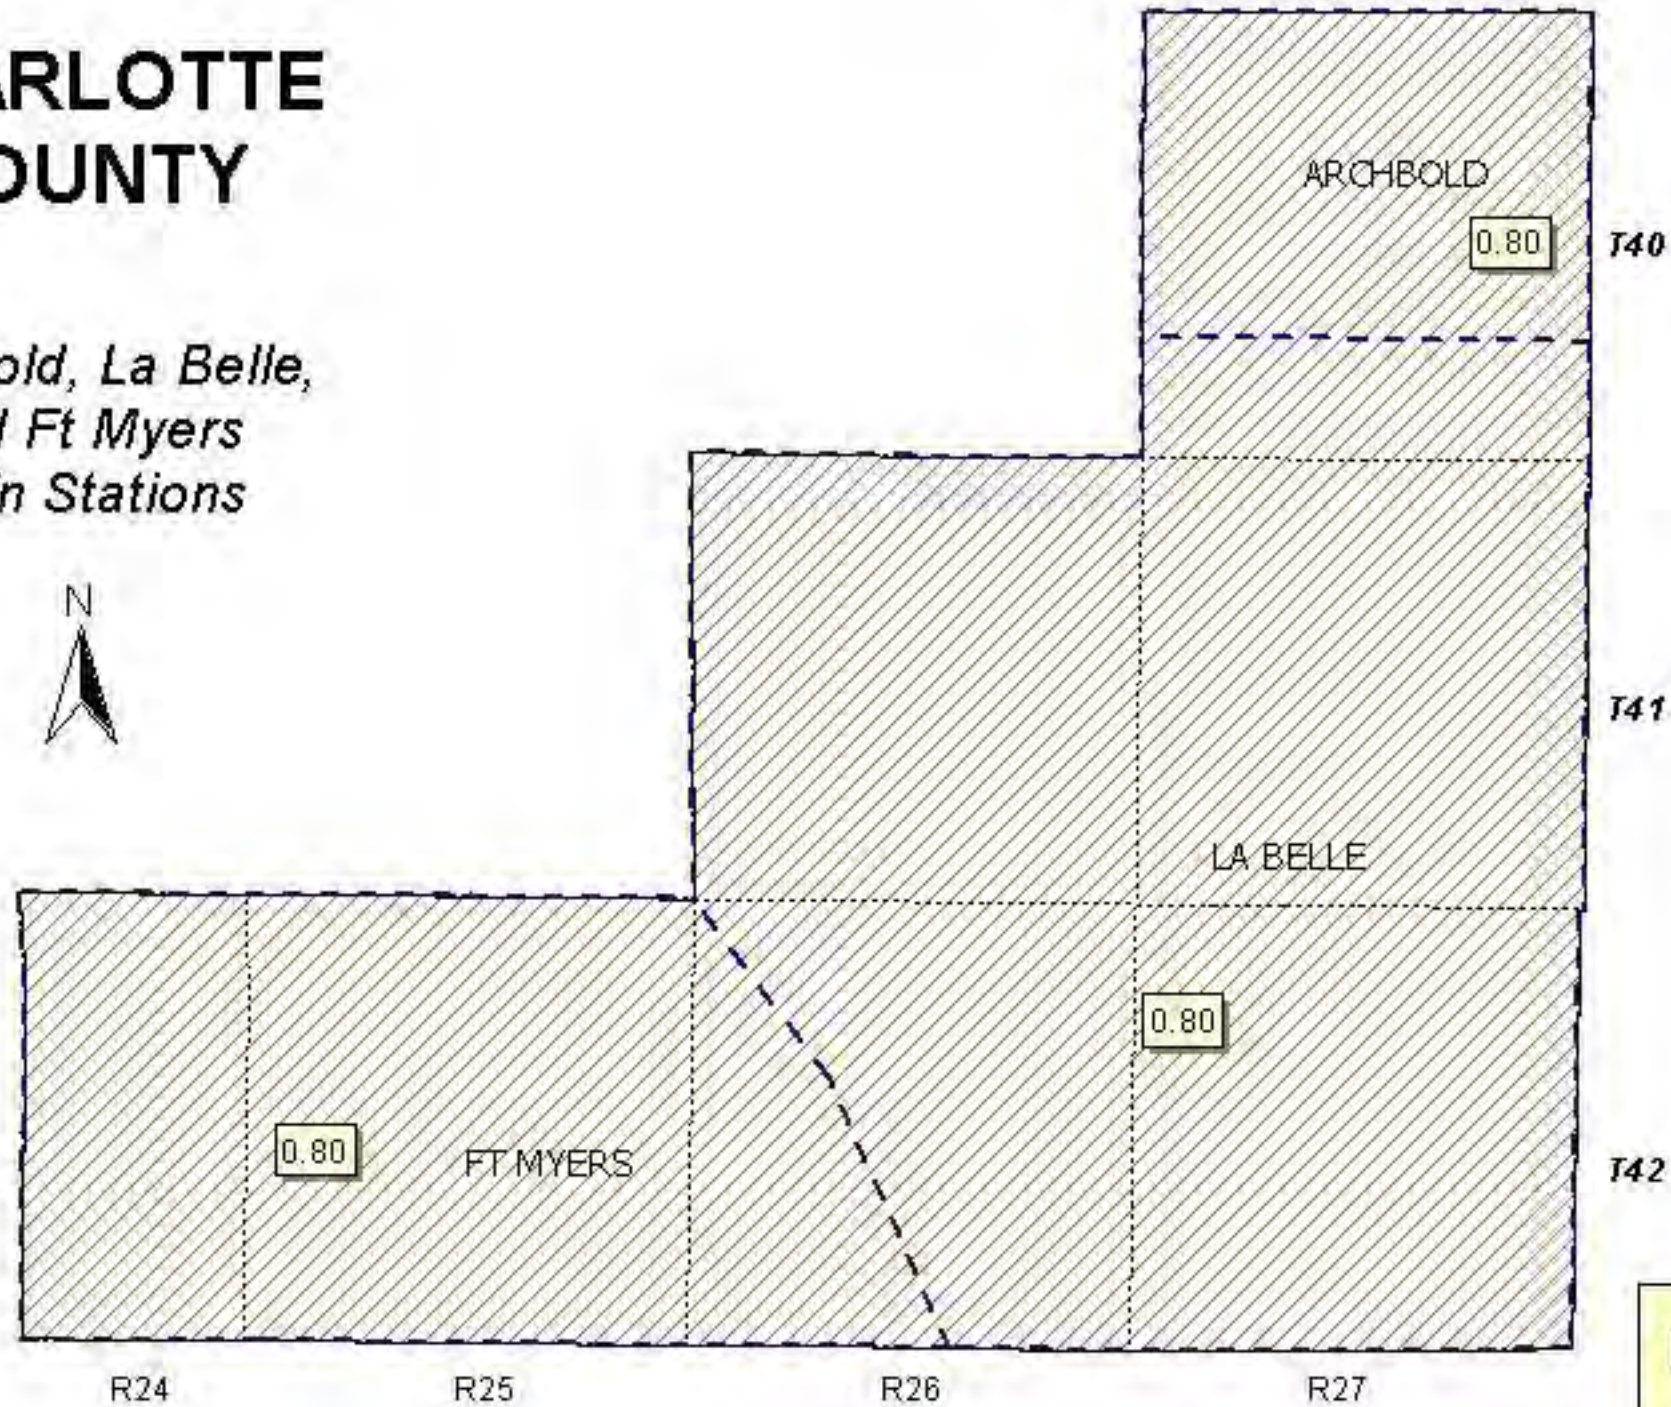 ARLOTTE
OUNTY
old, La Belle,
Ft Myers
n Stations
N
ARCHBOLD
0.80
T40
T41
LA BELLE
0.80
0.80
FT MYERS
T42
R24
R25
R26
R27